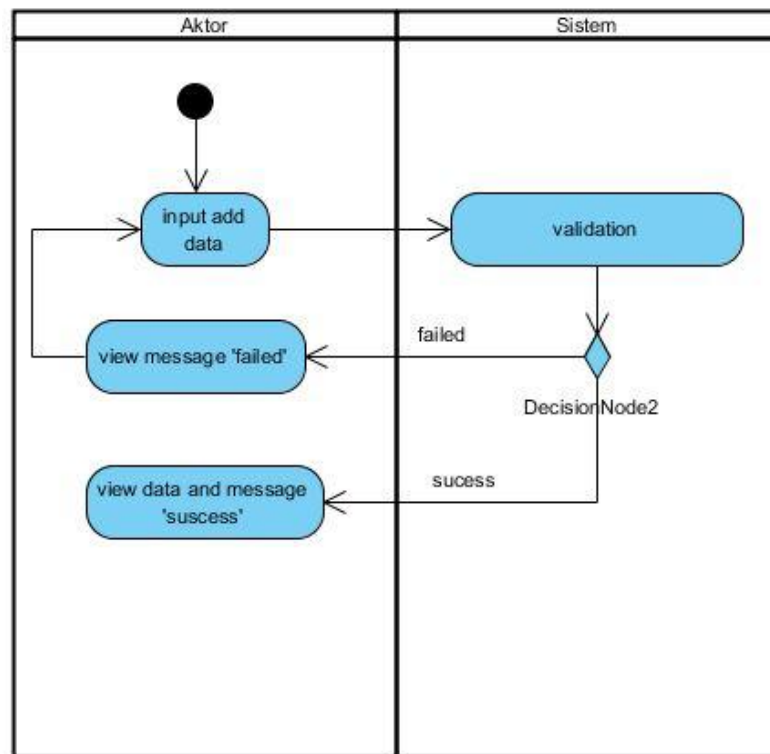 Aktor
Sistem
input add
data
validation
failed
view message 'failed'
DecisionNode2
sucess
view data and message
'suscess'